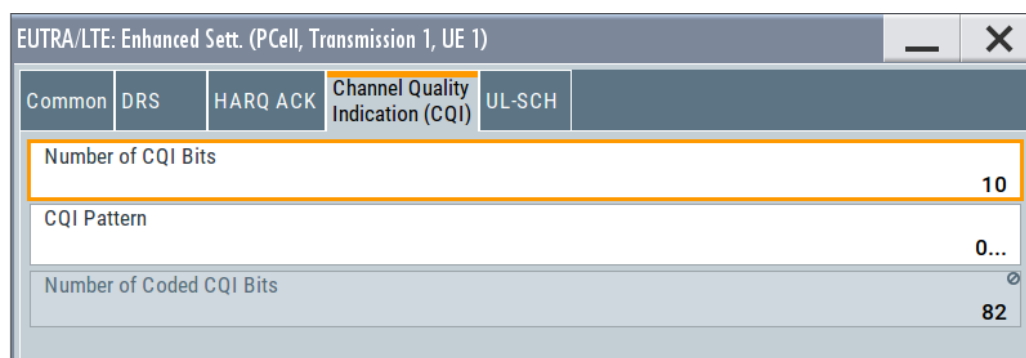 EUTRA/LTE: Enhanced Sett. (PCell, Transmission 1, UE 1)
Common DRS HARQ ACK Channel Quality Indication (CQI) UL-SCH
Number of CQI Bits
10
CQI Pattern
0...
Number of Coded CQI Bits
82